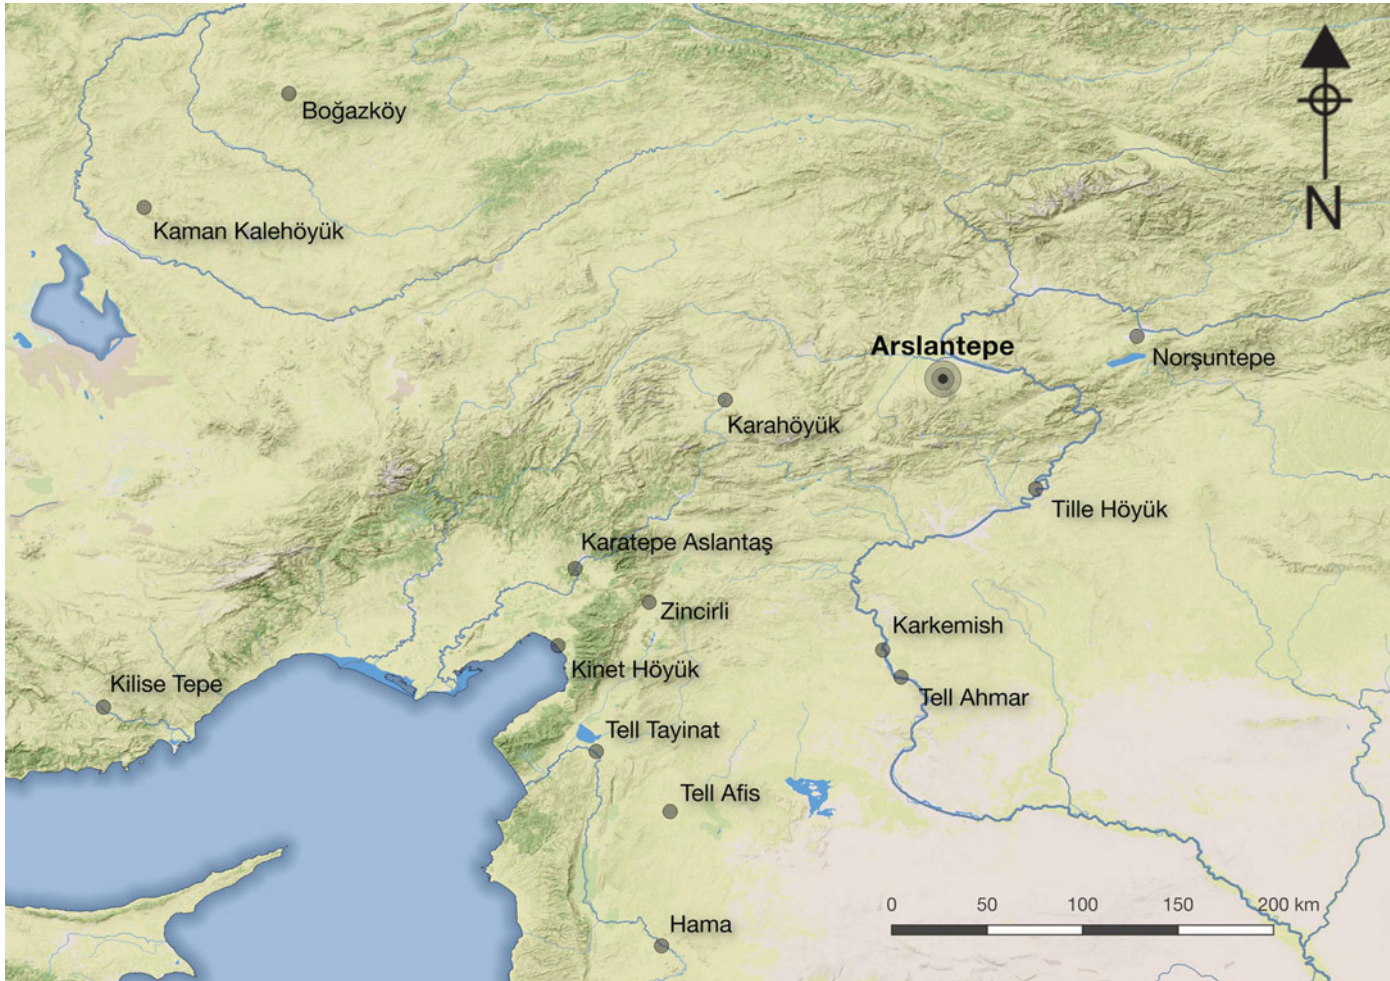 Boğazköy
N
Kaman Kalehöyük
Arslantepe
Norşuntepe
Karahöyük
Tille Höyük
Karatepe Aslantaş
Zincirli
Karkemish
Kinet Höyük
Kilise Tepe
Tell Ahmar
Tell Tayinat
Tell Afis
0 50 100 150 200 km
Hama